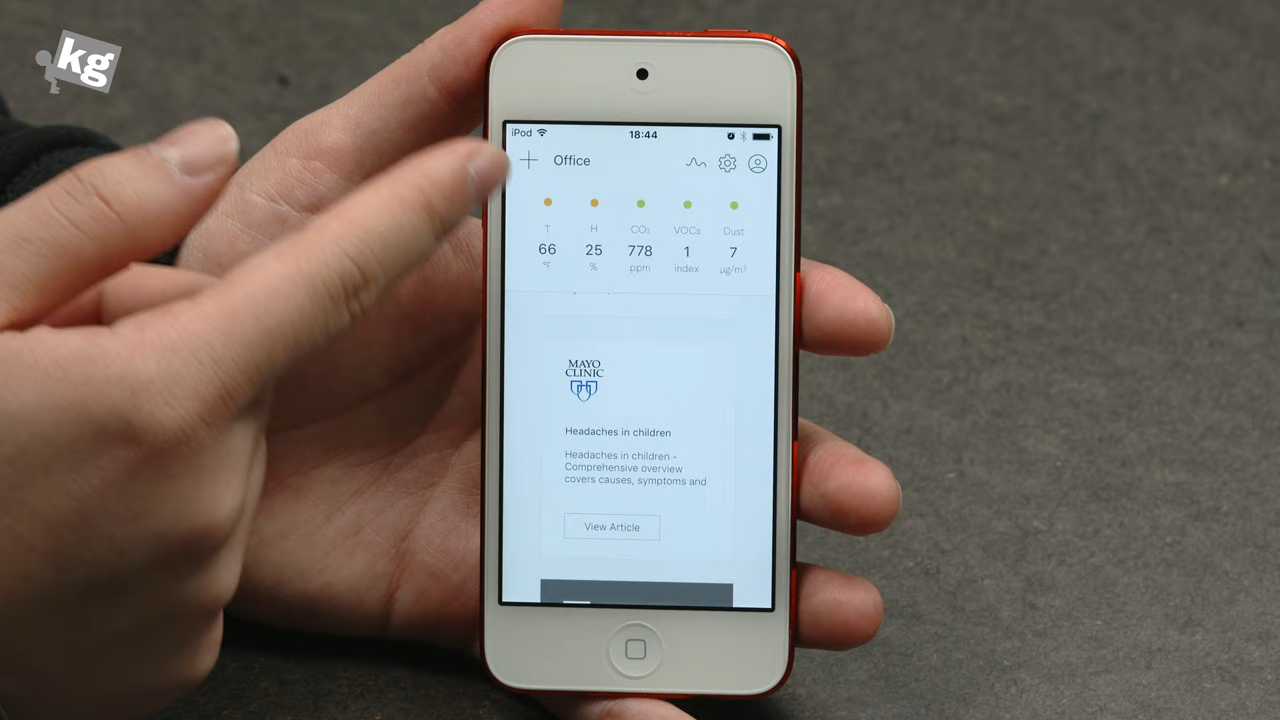 kg
iPod
18:44
Office
T
H
CO₂
VOCs
Dust
66
25
778
1
7
°F
%
ppm
index
µg/m³
MAYO
CLINIC
Headaches in children
Headaches in children -
Comprehensive overview
covers causes, symptoms and
View Article